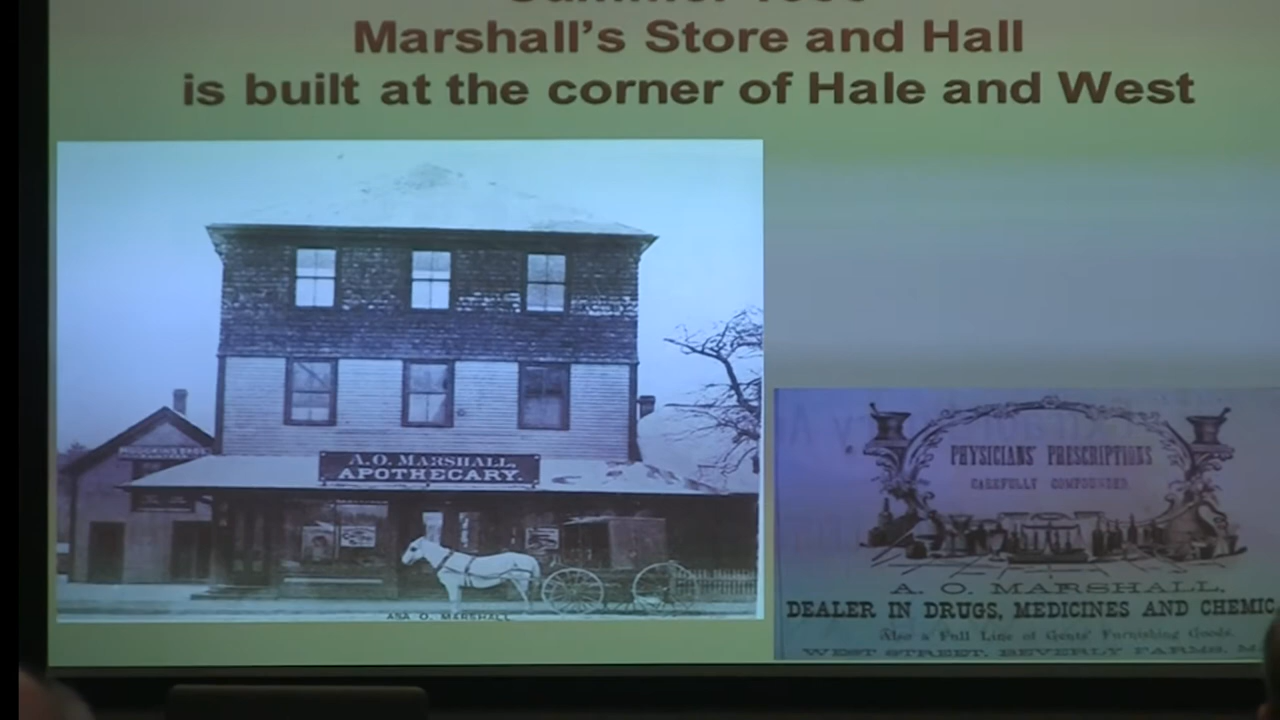 Summer
Marshall's Store and Hall
is built at the corner of Hale and West
A.O. MARSHALL,
APOTHECARY.
ASA O. MARSHALL
PHYSICIANS' PRESCRIPTIONS
CAREFULLY COMPOUNDED
A. O. MARSHALL,
DEALER IN DRUGS, MEDICINES AND CHEMIC
Also a Full Line of Gents' Furnishing Goods.
WEST STREET, BEVERLY FARMS, M